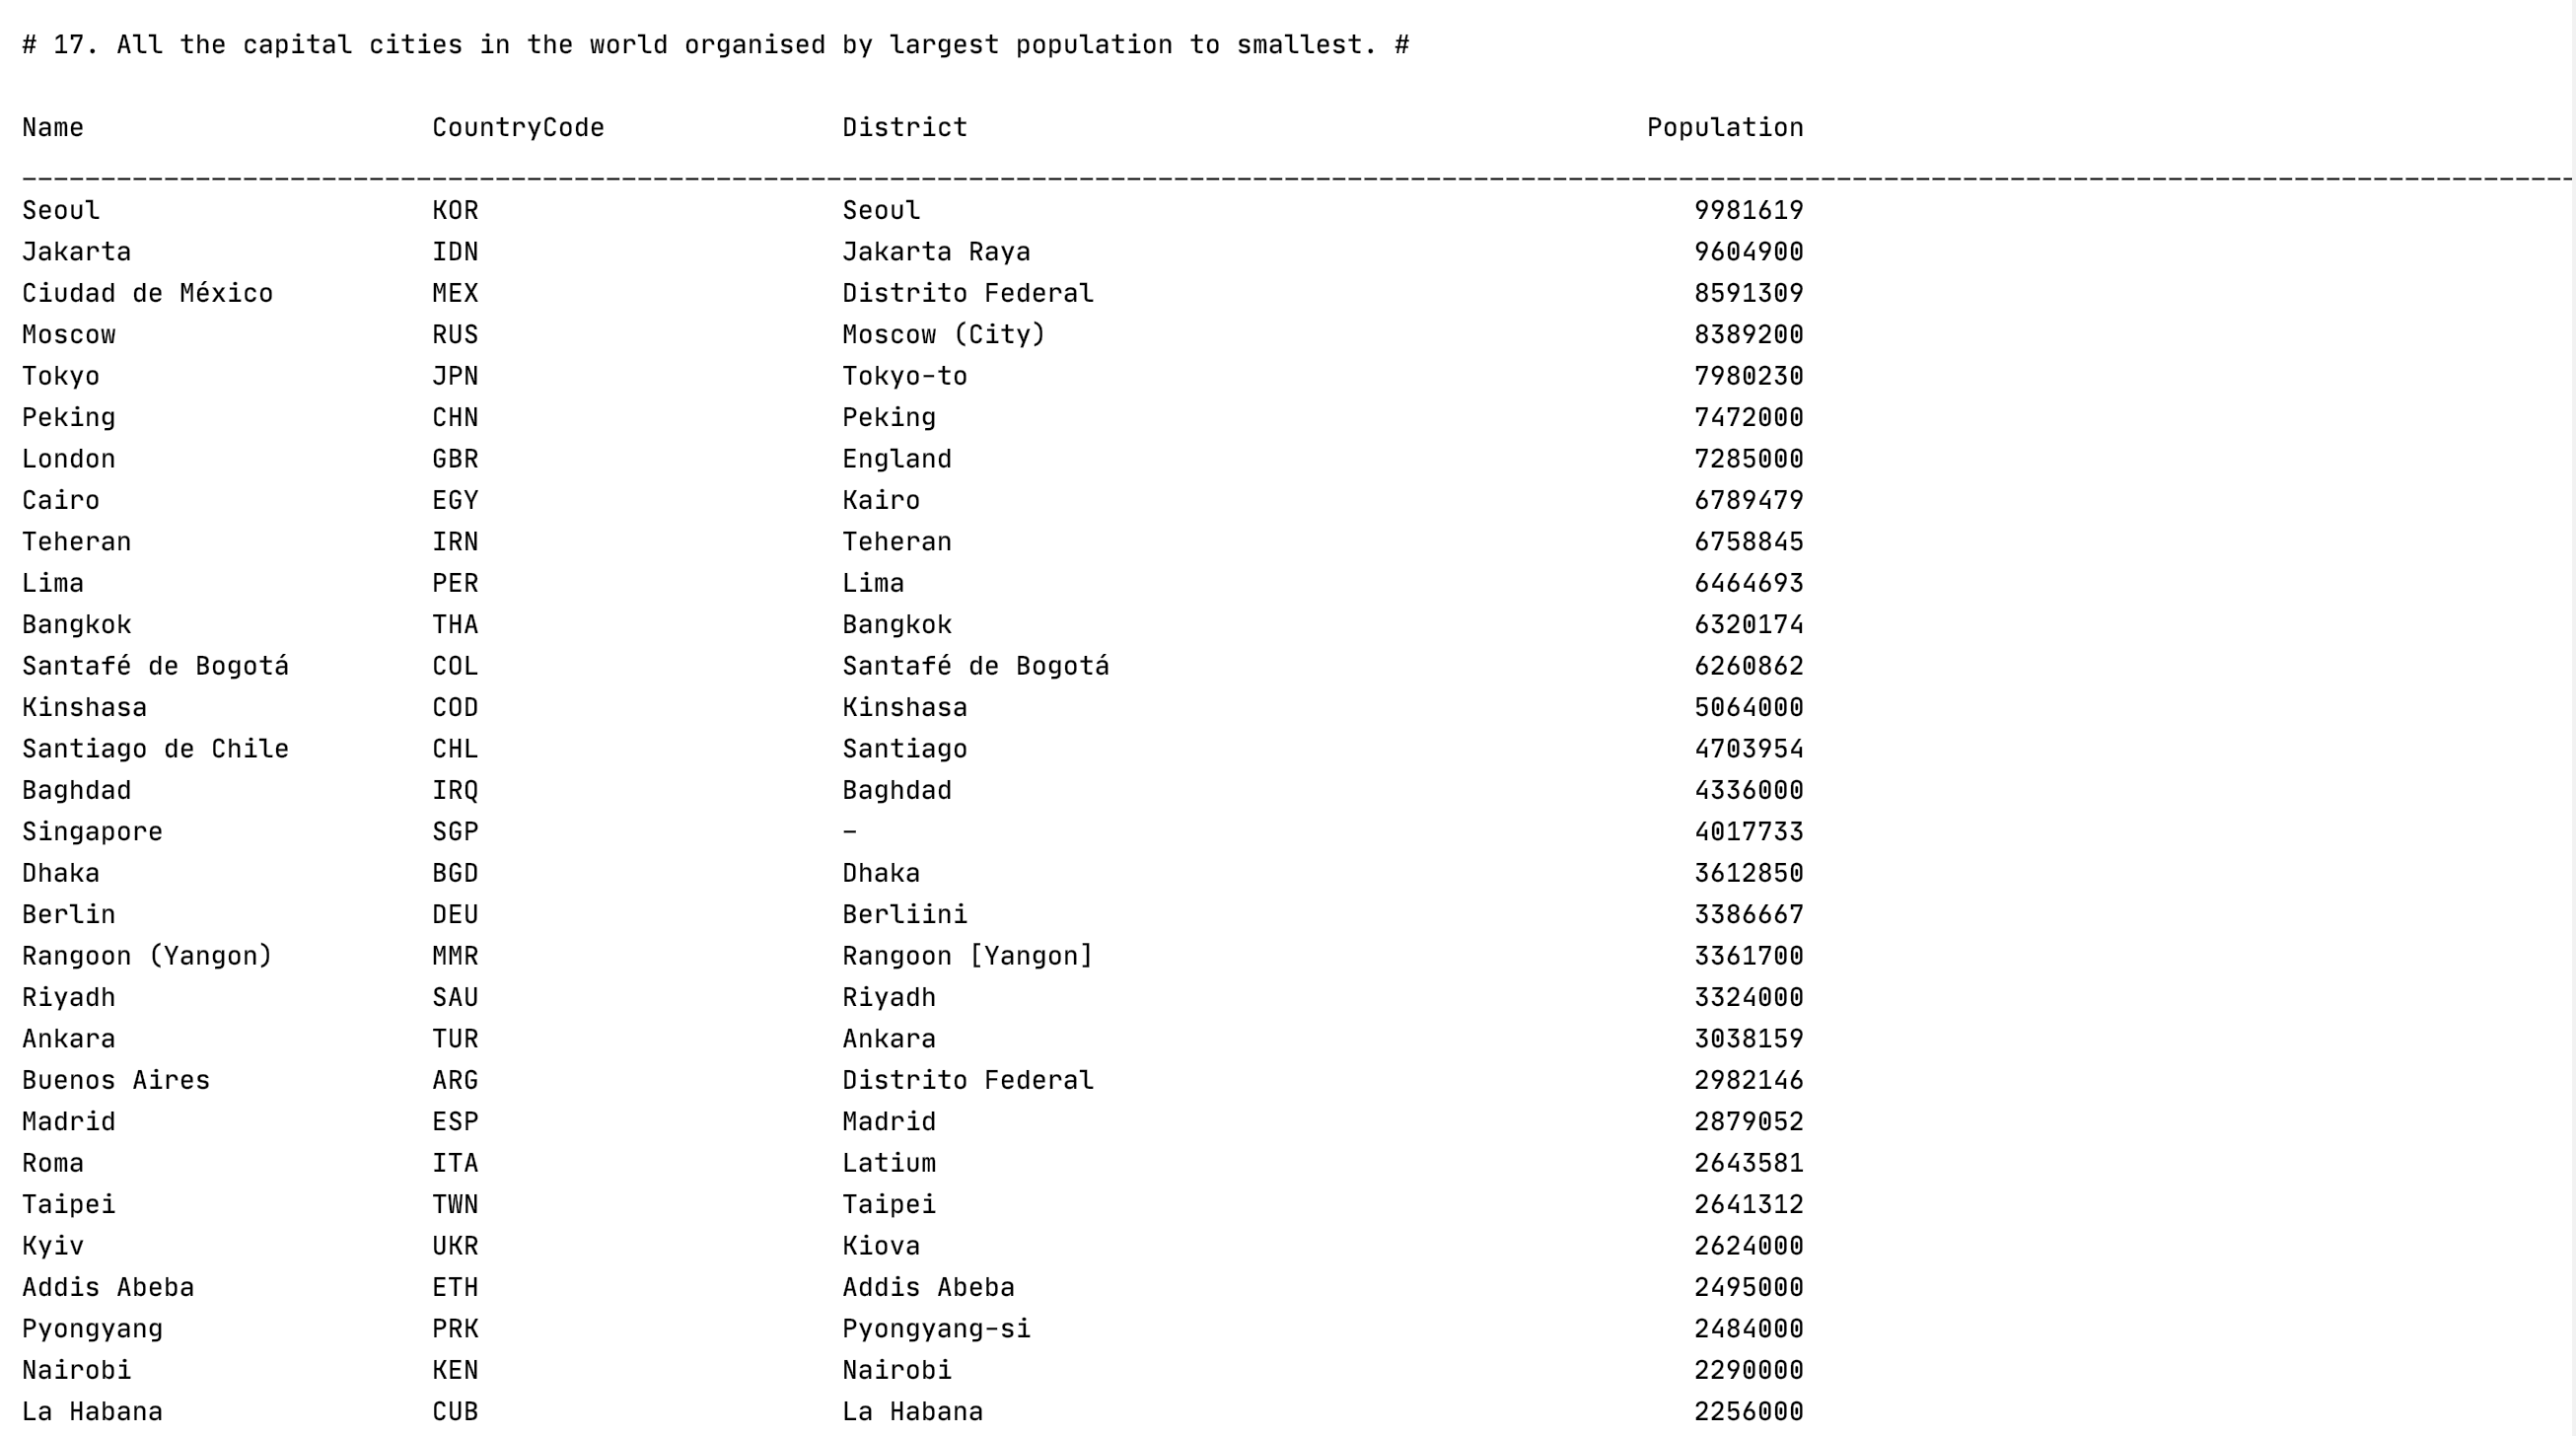 # 17. All the capital cities in the world organised by largest population to smallest. #
Name CountryCode District Population
Seoul KOR Seoul 9981619
Jakarta IDN Jakarta Raya 9604900
Ciudad de México MEX Distrito Federal 8591309
Moscow RUS Moscow (City) 8389200
Tokyo JPN Tokyo-to 7980230
Peking CHN Peking 7472000
London GBR England 7285000
Cairo EGY Kairo 6789479
Teheran IRN Teheran 6758845
Lima PER Lima 6464693
Bangkok THA Bangkok 6320174
Santafé de Bogotá COL Santafé de Bogotá 6260862
Kinshasa COD Kinshasa 5064000
Santiago de Chile CHL Santiago 4703954
Baghdad IRQ Baghdad 4336000
Singapore SGP - 4017733
Dhaka BGD Dhaka 3612850
Berlin DEU Berliini 3386667
Rangoon (Yangon) MMR Rangoon [Yangon] 3361700
Riyadh SAU Riyadh 3324000
Ankara TUR Ankara 3038159
Buenos Aires ARG Distrito Federal 2982146
Madrid ESP Madrid 2879052
Roma ITA Latium 2643581
Taipei TWN Taipei 2641312
Kyiv UKR Kiova 2624000
Addis Abeba ETH Addis Abeba 2495000
Pyongyang PRK Pyongyang-si 2484000
Nairobi KEN Nairobi 2290000
La Habana CUB La Habana 2256000